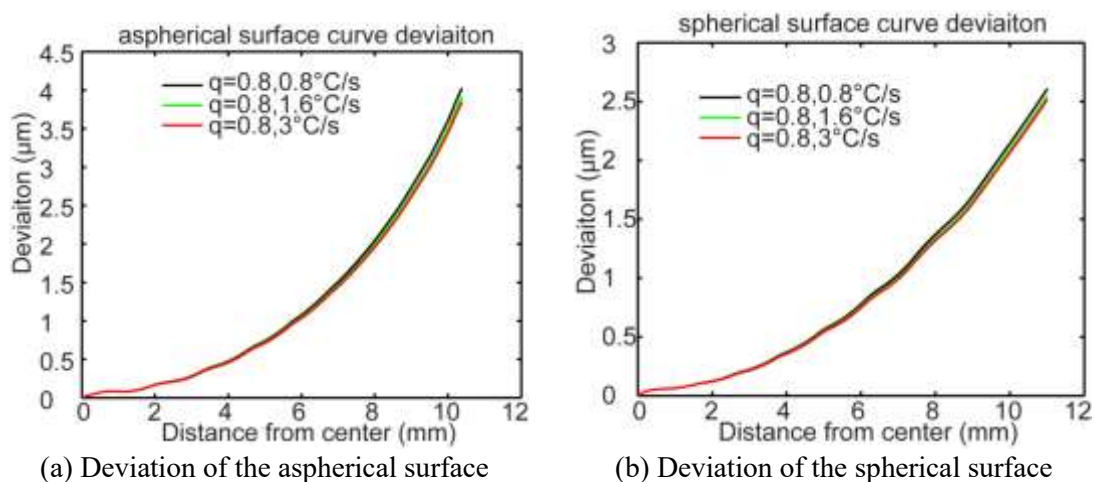 aspherical surface curve deviaiton
4.5
4
3.5
3
2.5
2
1.5
1
0.5
0
q=0.8,0.8°C/s
q=0.8,1.6°C/s
q=0.8,3°C/s
Deviaiton (μm)
0 2 4 6 8 10 12
Distance from center (mm)
(a) Deviation of the aspherical surface
spherical surface curve deviaiton
3
2.5
2
1.5
1
0.5
0
q=0.8,0.8°C/s
q=0.8,1.6°C/s
q=0.8,3°C/s
Deviaiton (μm)
0 2 4 6 8 10 12
Distance from center (mm)
(b) Deviation of the spherical surface